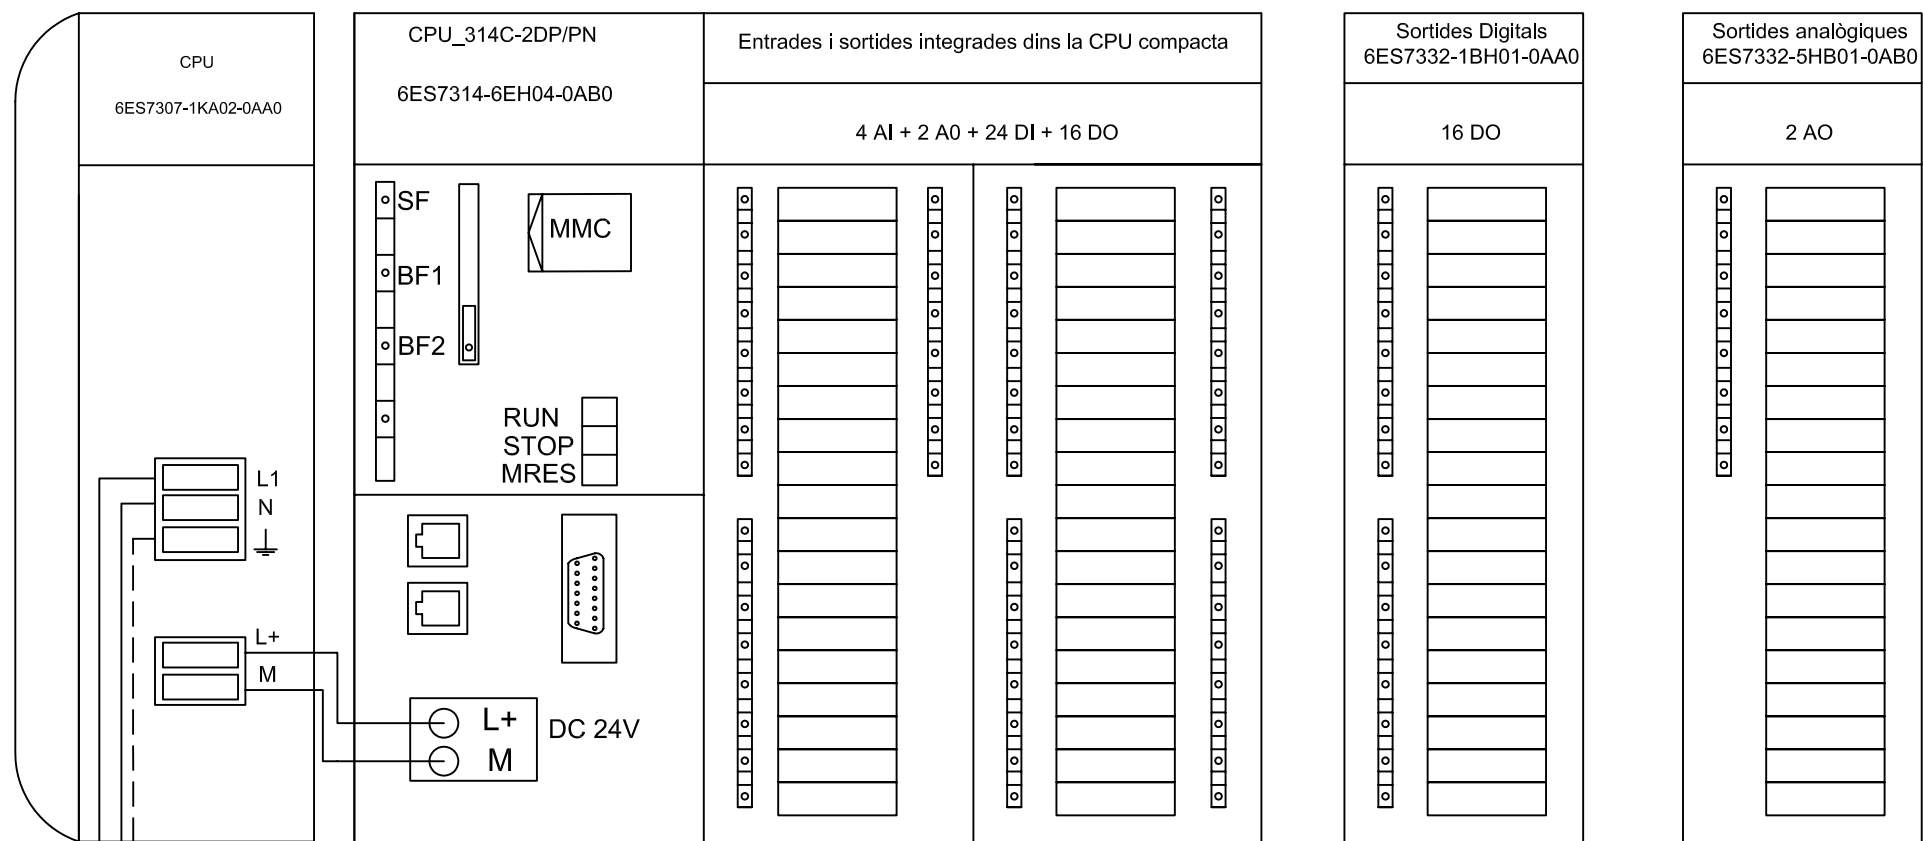 CPU
6ES7307-1KA02-0AA0
L1
N
L+
M
CPU_314C-2DP/PN
6ES7314-6EH04-0AB0
SF
BF1
BF2
MMC
RUN
STOP
MRES
L+
M
DC 24V
Entrades i sortides integrades dins la CPU compacta
4 AI + 2 A0 + 24 DI + 16 DO
Sortides Digitals
6ES7332-1BH01-0AA0
16 DO
Sortides analògiques
6ES7332-5HB01-0AB0
2 AO